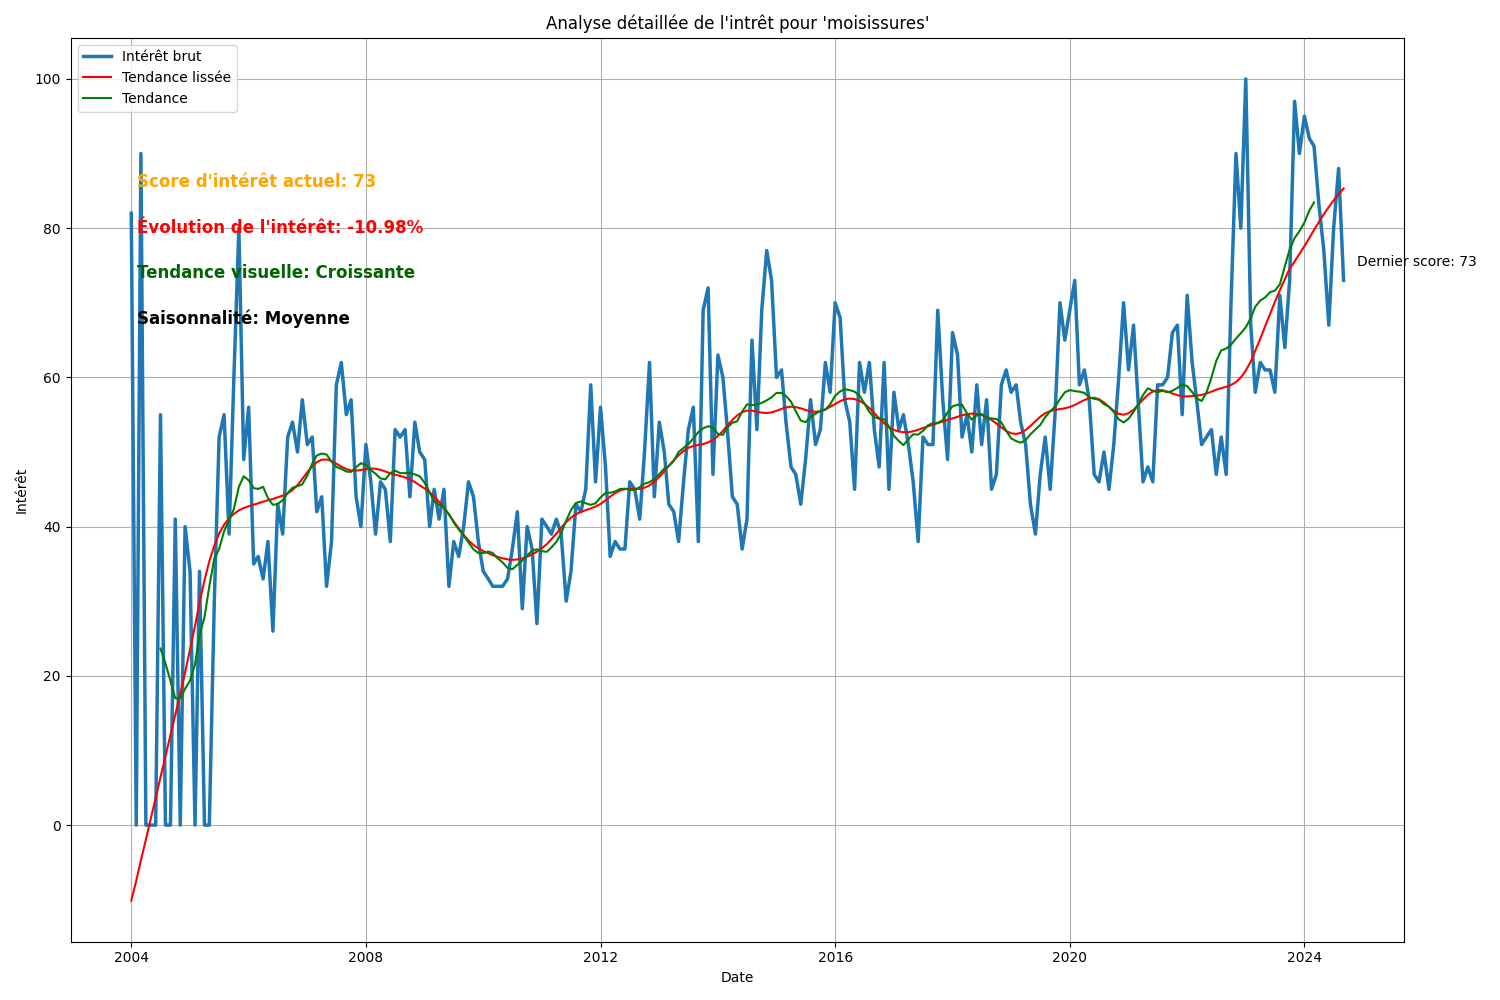 Analyse détaillée de l'intrêt pour 'moisissures'
Intérêt brut
Tendance lissée
Tendance
Score d'intérêt actuel: 73
Évolution de l'intérêt: -10.98%
Tendance visuelle: Croissante
Saisonnalité: Moyenne
Dernier score: 73
Intérêt
100
80
60
40
20
0
2004
2008
2012
2016
2020
2024
Date